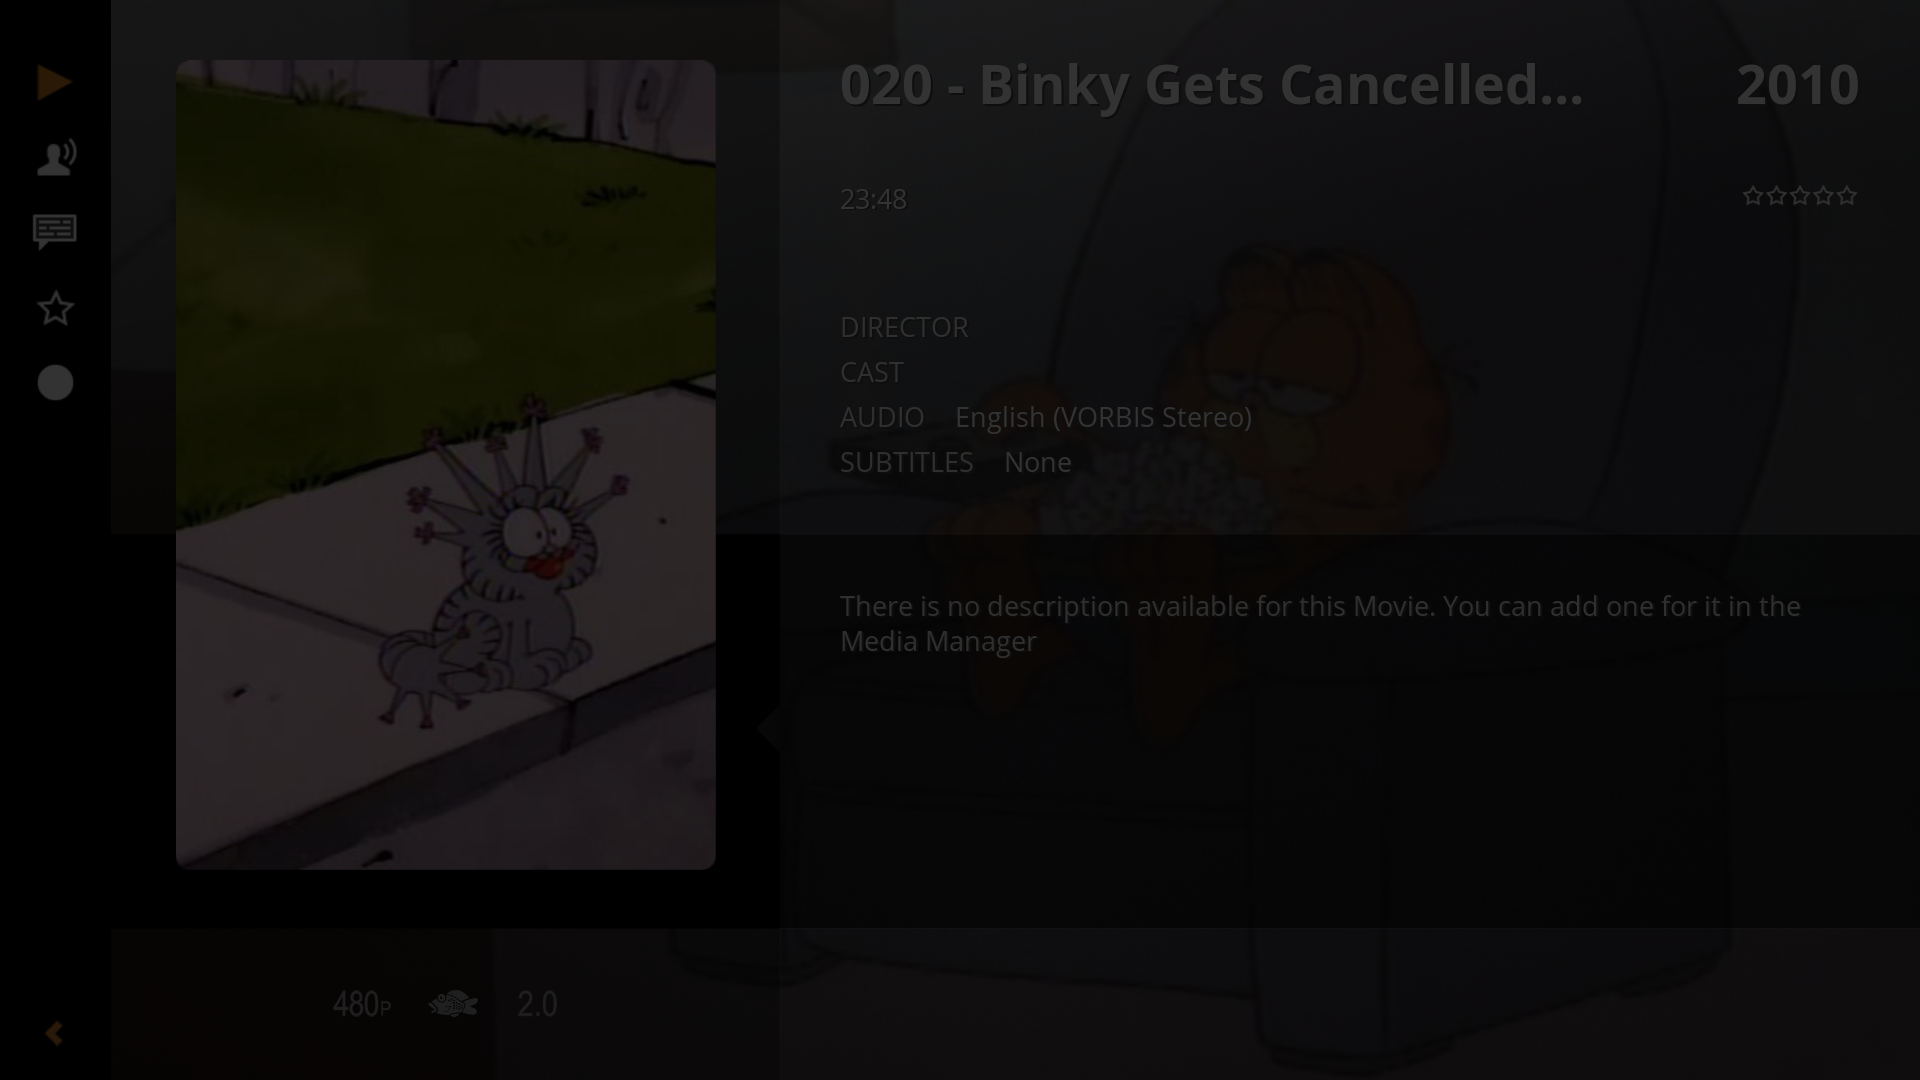 020 - Binky Gets Cancelled...
2010
23:48
DIRECTOR
CAST
AUDIO English (VORBIS Stereo)
SUBTITLES None
There is no description available for this Movie. You can add one for it in the
Media Manager
480P
2.0